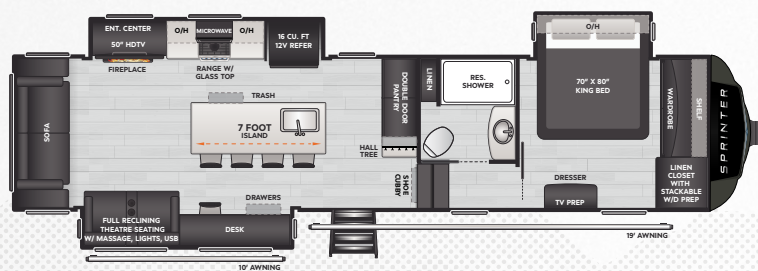 ENT. CENTER
50" HDTV
FIREPLACE
O/H
MICROWAVE
O/H
RANGE W/
GLASS TOP
16 CU. FT
12V REFER
TRASH
7 FOOT
ISLAND
SOFA
DOUBLE DOOR
PANTRY
HALL
TREE
SHOE
CUBBY
LINEN
RES.
SHOWER
O/H
70" X 80"
KING BED
WARDROBE
SHELF
SPRINTER
LINEN
CLOSET
WITH
STACKABLE
W/D PREP
DRESSER
TV PREP
DRAWERS
DESK
FULL RECLINING
THEATRE SEATING
W/ MASSAGE, LIGHTS, USB
10' AWNING
19' AWNING